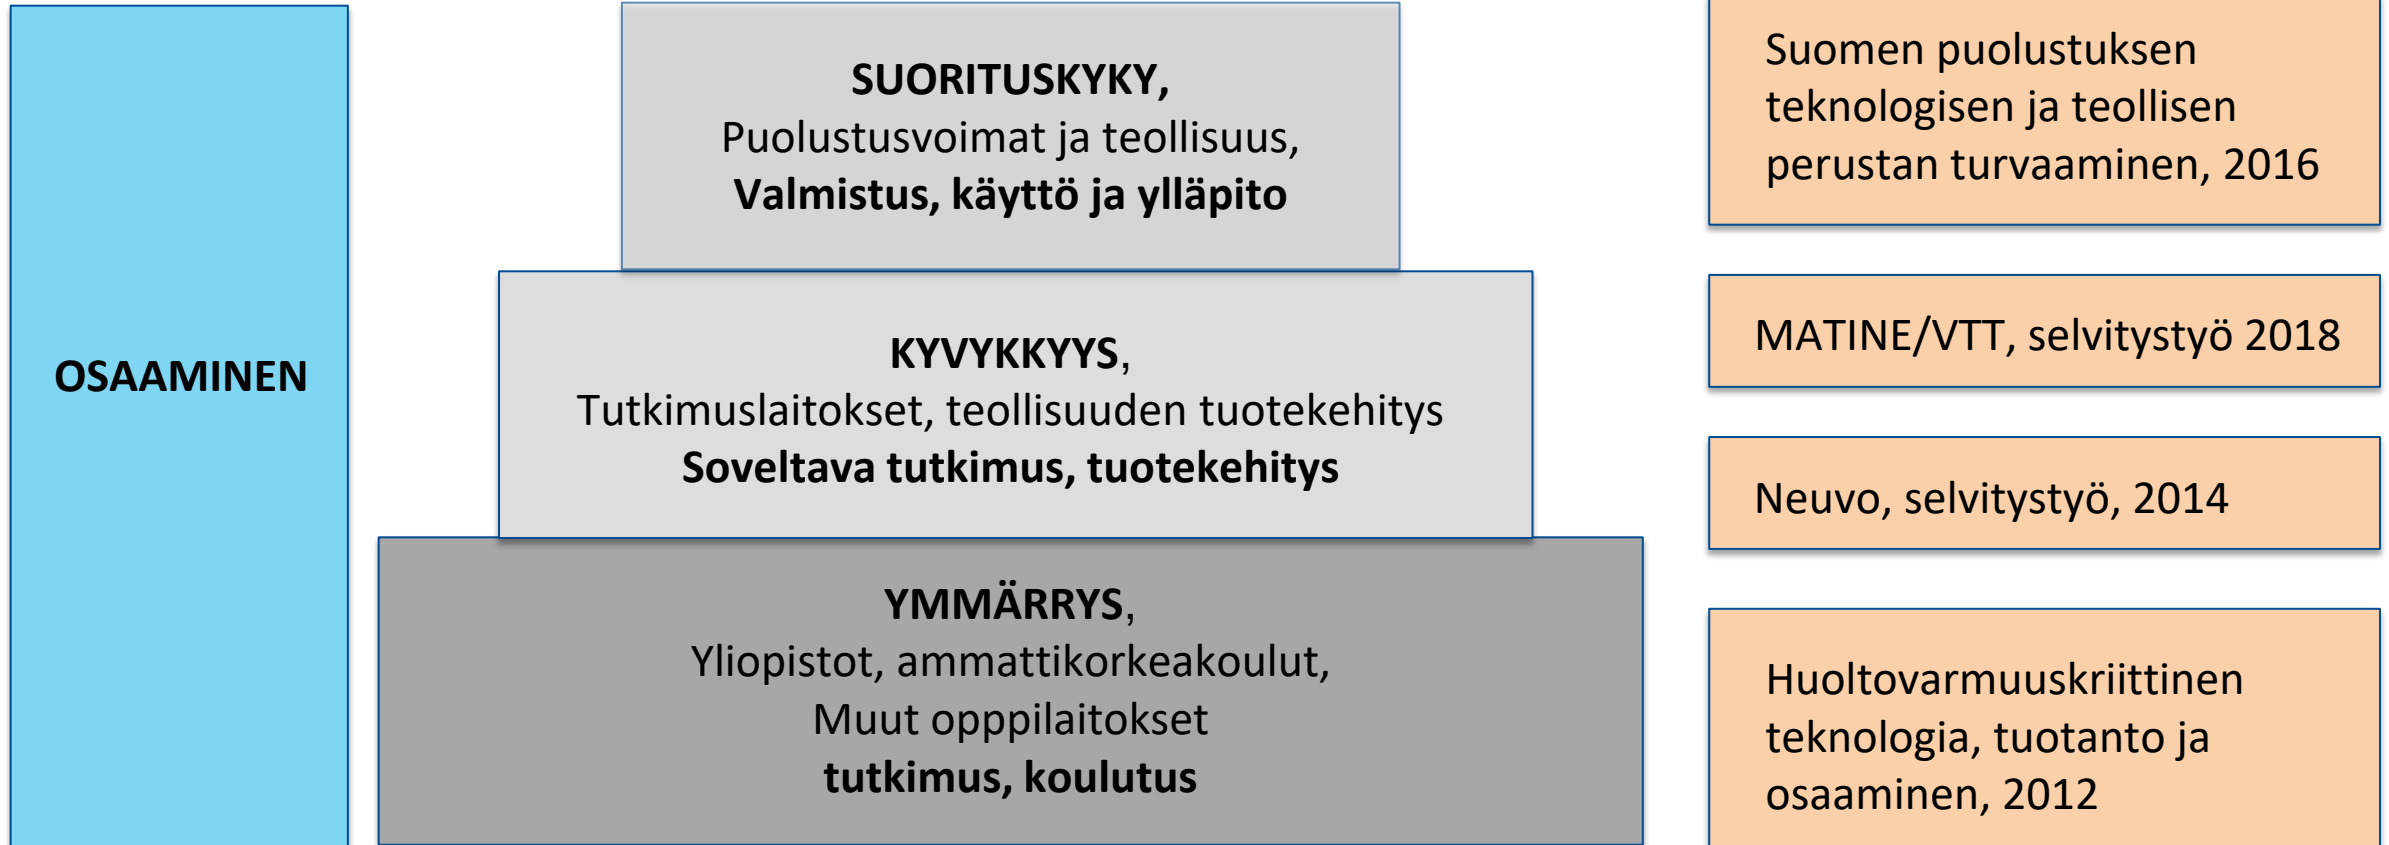 OSAAMINEN
SUORITUSKYKY,
Puolustusvoimat ja teollisuus,
Valmistus, käyttö ja ylläpito
KYVYKKYYS,
Tutkimuslaitokset, teollisuuden tuotekehitys
Soveltava tutkimus, tuotekehitys
YMMÄRRYS,
Yliopistot, ammattikorkeakoulut,
Muut opppilaitokset
tutkimus, koulutus
Suomen puolustuksen
teknologisen ja teollisen
perustan turvaaminen, 2016
MATINE/VTT, selvitystyö 2018
Neuvo, selvitystyö, 2014
Huoltovarmuuskriittinen
teknologia, tuotanto ja
osaaminen, 2012